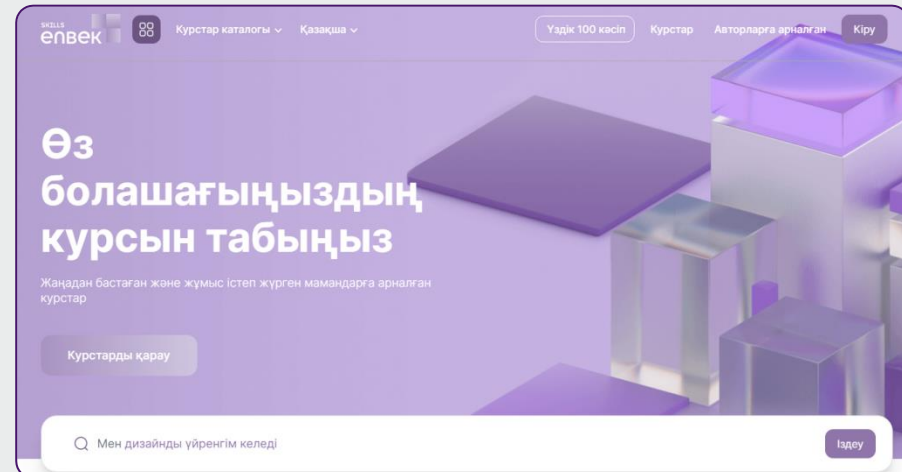 SKILLS
еnвек
Курстар каталогы
Қазақша
Үздік 100 кәсіп
Курстар
Авторларға арналған
Кіру
Өз
болашағыңыздың
курсын табыңыз
Жаңадан бастаған және жұмыс істеп жүрген мамандарға арналған
курстар
Курстарды қарау
Мен дизайнды үйренгім келеді
Іздеу